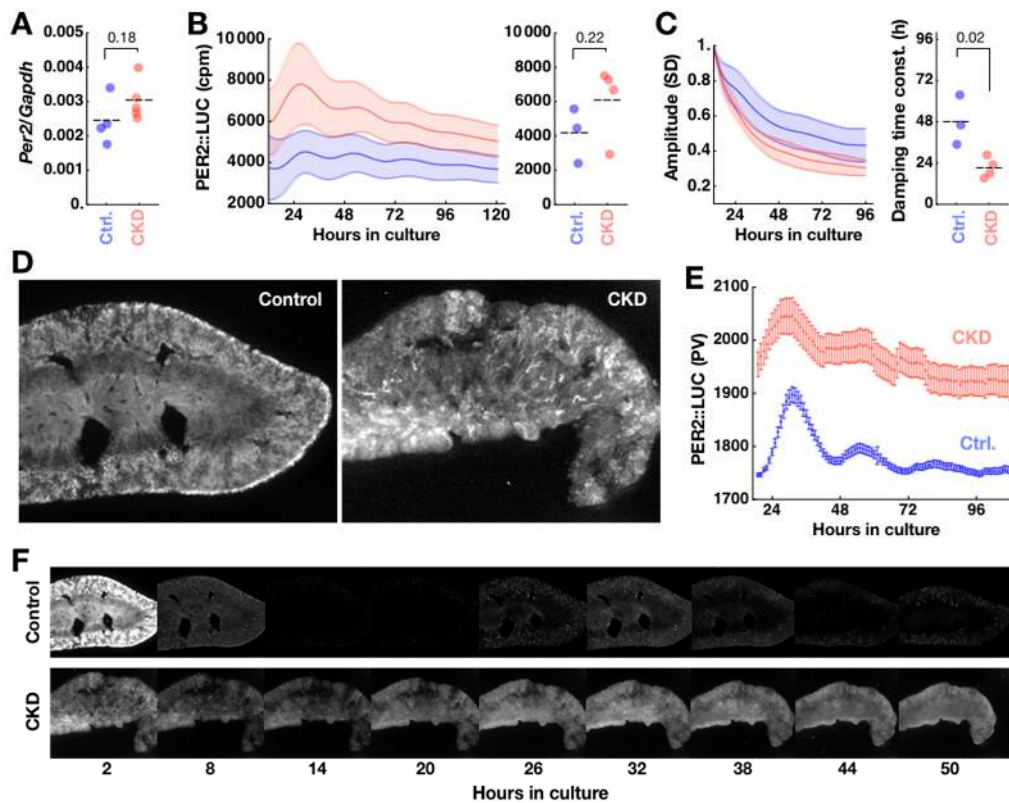 A
Per2/Gapdh
0.005
0.004
0.003
0.002
0.001
0.
0.18
Ctrl.
CKD
B
PER2::LUC (cpm)
10 000
8000
6000
4000
2000
24
48
72
96
120
Hours in culture
10 000
8000
6000
4000
2000
0
0.22
Ctrl.
CKD
C
Amplitude (SD)
1
0.8
0.6
0.4
0.2
24
48
72
96
Hours in culture
Damping time const. (h)
96
72
48
24
0
0.02
Ctrl.
CKD
D
Control
CKD
E
PER2::LUC (PV)
2100
2000
1900
1800
1700
CKD
Ctrl.
24
48
72
96
Hours in culture
F
Control
CKD
2
8
14
20
26
32
38
44
50
Hours in culture